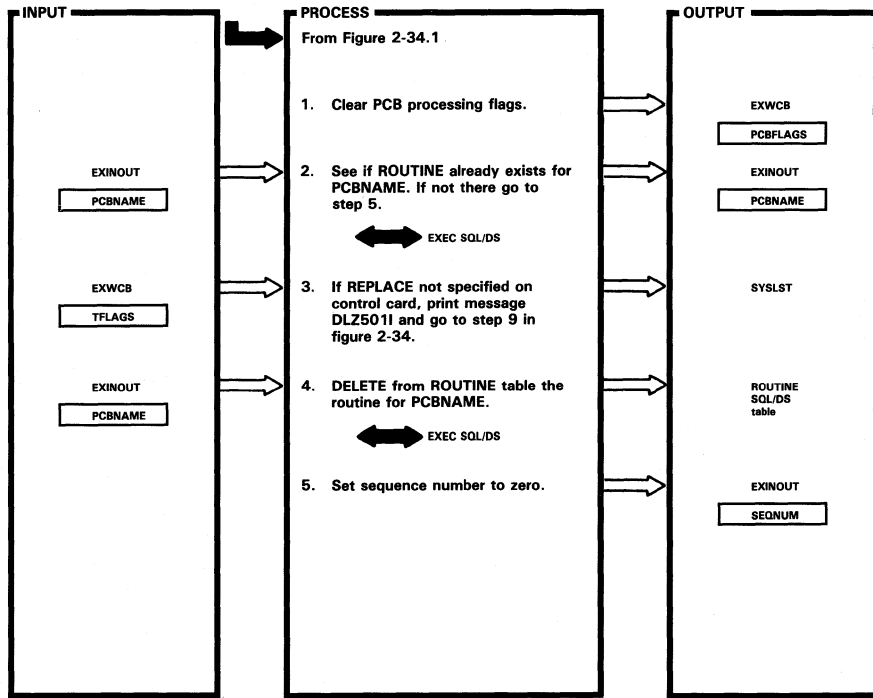 INPUT
EXINOUT
PCBNAME
EXWCB
TFLAGS
EXINOUT
PCBNAME
PROCESS
From Figure 2-34.1
1. Clear PCB processing flags.
2. See if ROUTINE already exists for
PCBNAME. If not there go to
step 5.
EXEC SQL/DS
3. If REPLACE not specified on
control card, print message
DLZ501I and go to step 9 in
figure 2-34.
4. DELETE from ROUTINE table the
routine for PCBNAME.
EXEC SQL/DS
5. Set sequence number to zero.
OUTPUT
EXWCB
PCBFLAGS
EXINOUT
PCBNAME
SYSLST
ROUTINE
SQL/DS
table
EXINOUT
SEQNUM